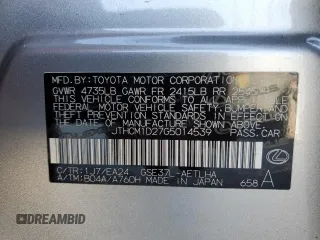 MFD. BY: TOYOTA MOTOR CORPORATION
GVWR 4735LB GAWR FR 2415LB RR
THIS VEHICLE CONFORMS TO ALL APPLICABLE
FEDERAL MOTOR VEHICLE SAFETY, BUMPER, AND
THEFT PREVENTION STANDARDS IN EFFECT ON
THE DATE OF MANUFACTURE SHOWN ABOVE.
JTHCM1D27G5014539 PASS.CAR
C/TR: 1J7/EA24 GSE37L-AETLHA
A/TM: B04A/A760H MADE IN JAPAN 658 A
© DREAMBID
dreambid.com